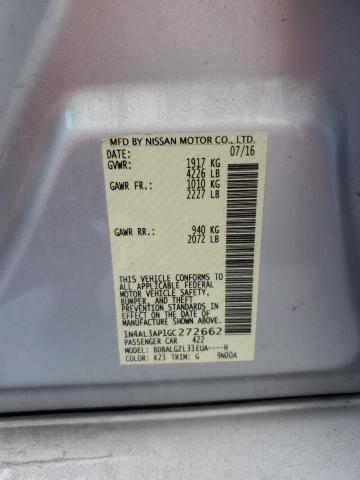 MFD BY NISSAN MOTOR CO., LTD.
DATE: 07/16
GVWR: 1917 KG
4226 LB
GAWR FR: 1010 KG
2227 LB
GAWR RR: 940 KG
2072 LB
THIS VEHICLE CONFORMS
TO ALL APPLICABLE FEDERAL
MOTOR VEHICLE SAFETY,
BUMPER, AND THEFT
PREVENTION STANDARDS IN
EFFECT ON THE DATE OF
MANUFACTURE SHOWN ABOVE.
1N4AL3AP1GC272662
PASSENGER CAR 422
MODEL: BDBALGZL33EUA----H
COLOR: K23 TRIM: G 9N00A